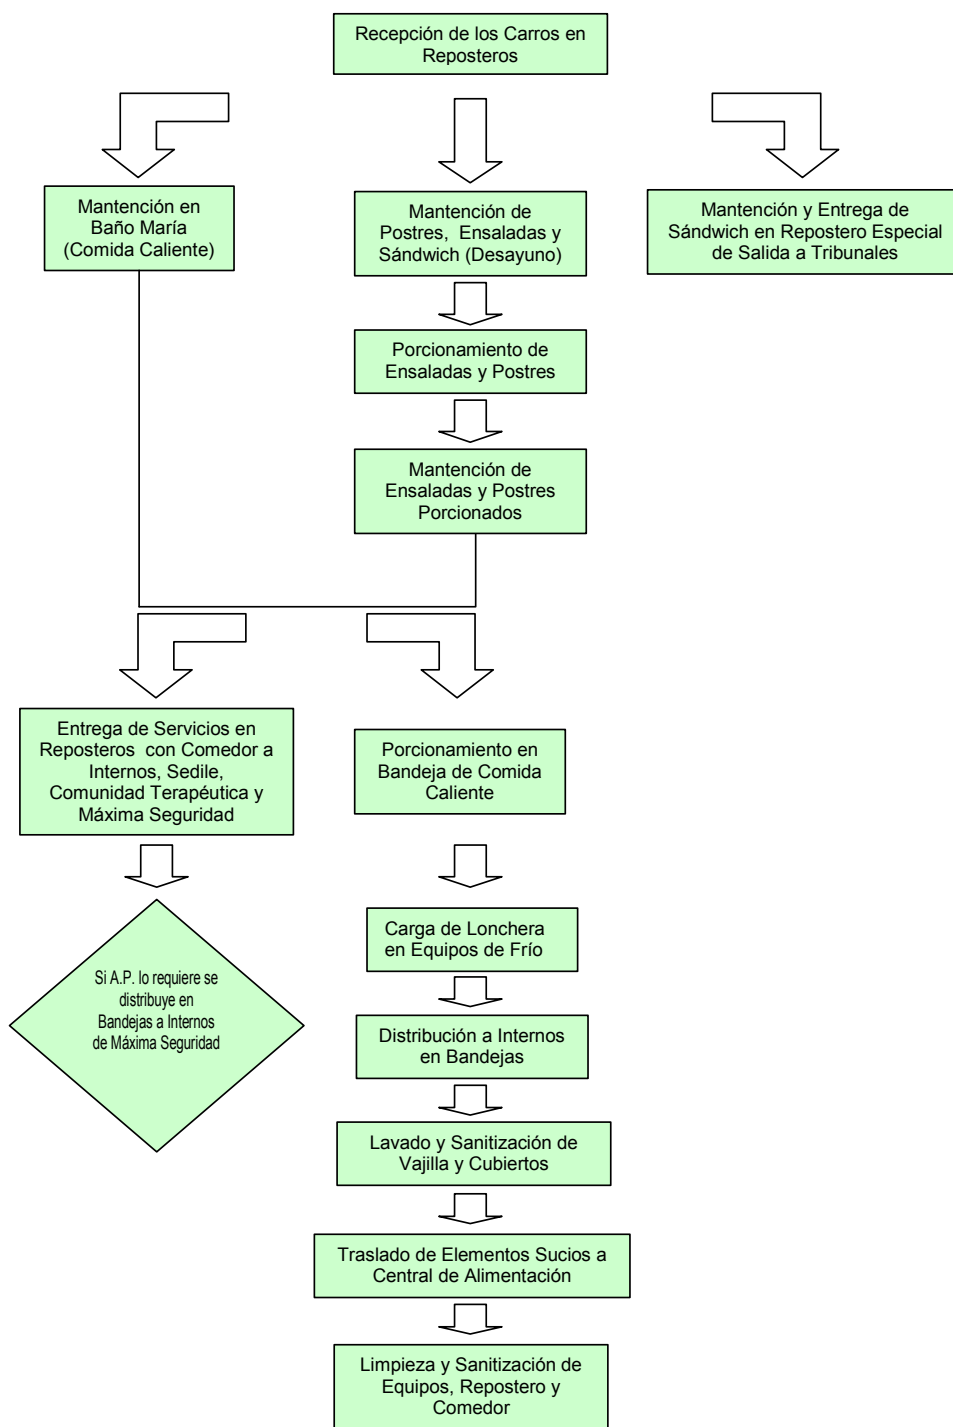 Recepción de los Carros en
Reposteros
Mantención en
Baño María
(Comida Caliente)
Mantención de
Postres, Ensaladas y
Sándwich (Desayuno)
Mantención y Entrega de
Sándwich en Repostero Especial
de Salida a Tribunales
Porcionamiento de
Ensaladas y Postres
Mantención de
Ensaladas y Postres
Porcionados
Entrega de Servicios en
Reposteros con Comedor a
Internos, Sedile,
Comunidad Terapéutica y
Máxima Seguridad
Porcionamiento en
Bandeja de Comida
Caliente
Si A.P. lo requiere se
distribuye en
Bandejas a Internos
de Máxima Seguridad
Carga de Lonchera
en Equipos de Frío
Distribución a Internos
en Bandejas
Lavado y Sanitización de
Vajilla y Cubiertos
Traslado de Elementos Sucios a
Central de Alimentación
Limpieza y Sanitización de
Equipos, Repostero y
Comedor